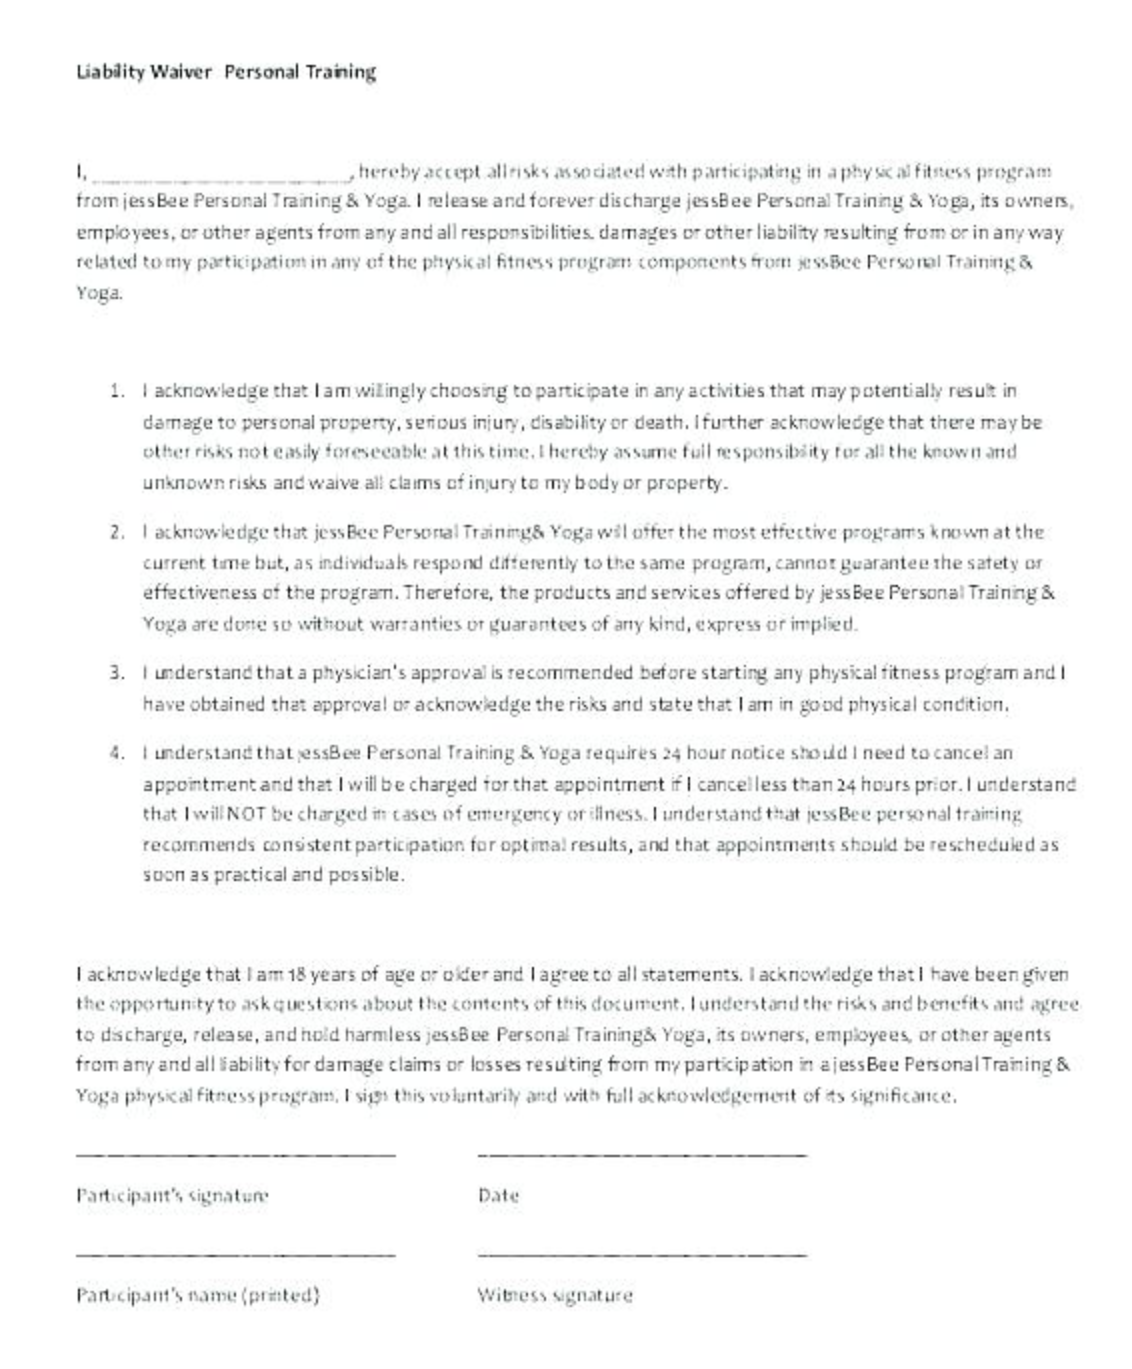 Liability Waiver Personal Training
I, ______________________, hereby accept all risks associated with participating in a physical fitness program
from jessBee Personal Training & Yoga. I release and forever discharge jessBee Personal Training & Yoga, its owners,
employees, or other agents from any and all responsibilities, damages or other liability resulting from or in any way
related to my participation in any of the physical fitness program components from jessBee Personal Training &
Yoga.
1. I acknowledge that I am willingly choosing to participate in any activities that may potentially result in
damage to personal property, serious injury, disability or death. I further acknowledge that there may be
other risks not easily foreseeable at this time. I hereby assume full responsibility for all the known and
unknown risks and waive all claims of injury to my body or property.
2. I acknowledge that jessBee Personal Training& Yoga will offer the most effective programs known at the
current time but, as individuals respond differently to the same program, cannot guarantee the safety or
effectiveness of the program. Therefore, the products and services offered by jessBee Personal Training &
Yoga are done so without warranties or guarantees of any kind, express or implied.
3. I understand that a physician's approval is recommended before starting any physical fitness program and I
have obtained that approval or acknowledge the risks and state that I am in good physical condition.
4. I understand that jessBee Personal Training & Yoga requires 24 hour notice should I need to cancel an
appointment and that I will be charged for that appointment if I cancel less than 24 hours prior. I understand
that I will NOT be charged in cases of emergency or illness. I understand that jessBee personal training
recommends consistent participation for optimal results, and that appointments should be rescheduled as
soon as practical and possible.
I acknowledge that I am 18 years of age or older and I agree to all statements. I acknowledge that I have been given
the opportunity to ask questions about the contents of this document. I understand the risks and benefits and agree
to discharge, release, and hold harmless jessBee Personal Training& Yoga, its owners, employees, or other agents
from any and all liability for damage claims or losses resulting from my participation in a jessBee Personal Training &
Yoga physical fitness program. I sign this voluntarily and with full acknowledgement of its significance.
Participant's signature Date
Participant's name (printed) Witness signature